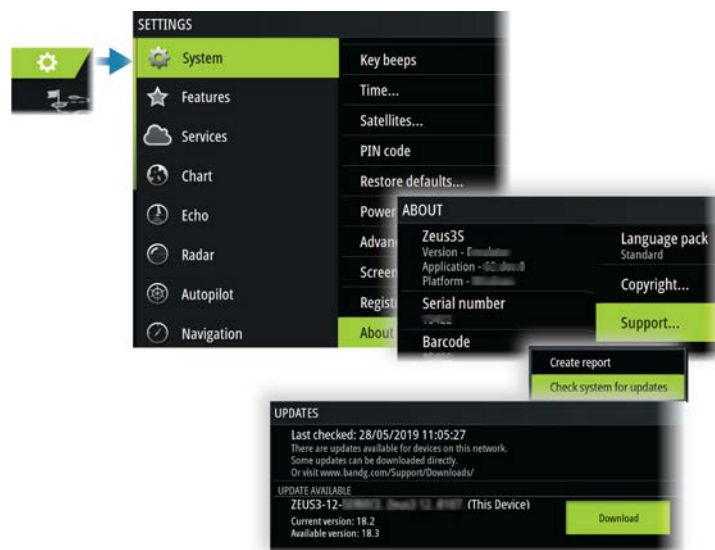 SETTINGS
System
Features
Services
Chart
Echo
Radar
Autopilot
Navigation
Key beeps
Time...
Satellites...
PIN code
Restore defaults...
Power
Advan
Screen
Regist
About
ABOUT
Zeus3S
Version -
Application -
Platform -
Serial number
Barcode
Language pack
Standard
Copyright...
Support...
Create report
Check system for updates
UPDATES
Last checked: 28/05/2019 11:05:27
There are updates available for devices on this network.
Some updates can be downloaded directly.
Or visit www.bandg.com/Support/Downloads/
UPDATE AVAILABLE
ZEUS3-12- (This Device)
Current version: 18.2
Available version: 18.3
Download